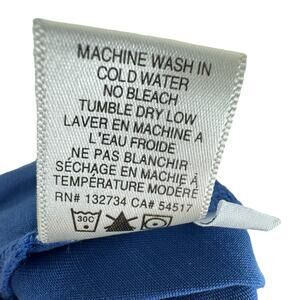 MACHINE WASH IN
COLD WATER
NO BLEACH
TUMBLE DRY LOW
LAVER EN MACHINE A
L'EAU FROIDE
NE PAS BLANCHIR
SÉCHAGE EN MACHIE À
TEMPÉRATURE MODÉRÉ
RN# 132734 CA# 54517
30C